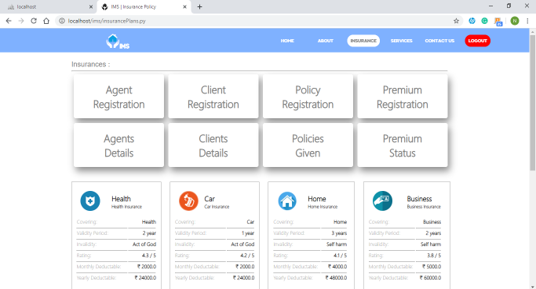 localhost
IMS | Insurance Policy
localhost/ims/insurancePlans.py
IMS
HOME ABOUT INSURANCE SERVICES CONTACT US LOGOUT
Insurances :
Agent Registration
Client Registration
Policy Registration
Premium Registration
Agents Details
Clients Details
Policies Given
Premium Status
Health
Health Insurance
Covering: Health
Validity Period: 2 year
Invalidity: Act of God
Rating: 4.3 / 5
Monthly Deductable: ₹ 2000.0
Yearly Deductable: ₹ 24000.0
Car
Car Insurance
Covering: Car
Validity Period: 1 year
Invalidity: Act of God
Rating: 4.2 / 5
Monthly Deductable: ₹ 2000.0
Yearly Deductable: ₹ 24000.0
Home
Home Insurance
Covering: Home
Validity Period: 3 years
Invalidity: Self harm
Rating: 4.1 / 5
Monthly Deductable: ₹ 4000.0
Yearly Deductable: ₹ 48000.0
Business
Business Insurance
Covering: Business
Validity Period: 2 years
Invalidity: Self harm
Rating: 3.8 / 5
Monthly Deductable: ₹ 5000.0
Yearly Deductable: ₹ 60000.0